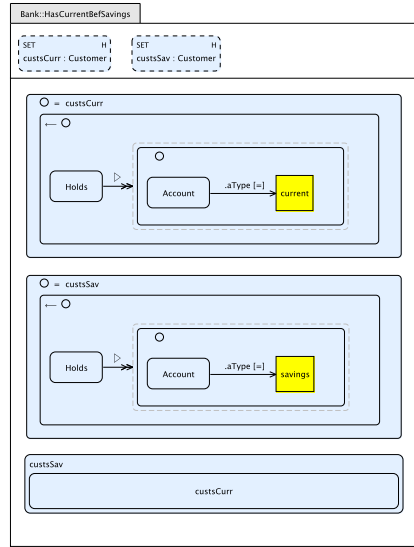 Bank::HasCurrentBefSavings
SET H SET H
custsCurr : Customer custsSav : Customer
= custsCurr
Holds
Account
.aType [=]
current
= custsSav
Holds
Account
.aType [=]
savings
custsSav
custsCurr